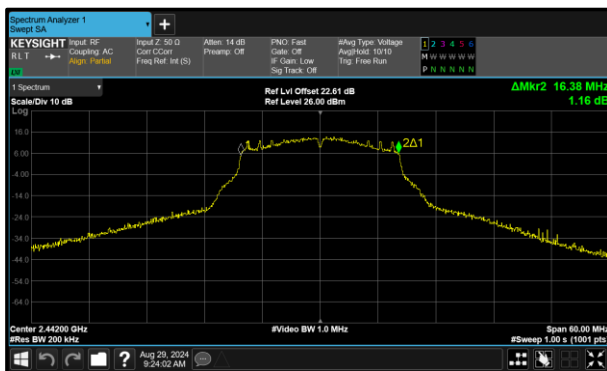 Spectrum Analyzer 1
Swept SA
+
KEYSIGHT Input: RF Input Z: 50 Ω Atten: 14 dB PNO: Fast #Avg Type: Voltage 1 2 3 4 5 6
RLT Coupling: AC Corr CCorr Preamp: Off Gate: Off Avg|Hold: 10/10 M W W W W W
Align: Partial Freq Ref: Int (S) IF Gain: Low Trig: Free Run
LW Sig Track: Off P N N N N N
1 Spectrum Ref Lvl Offset 22.61 dB ΔMkr2 16.38 MHz
Scale/Div 10 dB Ref Level 26.00 dBm 1.16 dB
Log
16.0
6.00 2Δ1
-4.00
-14.0
-24.0
-34.0
-44.0
-54.0
-64.0
Center 2.44200 GHz #Video BW 1.0 MHz Span 60.00 MHz
#Res BW 200 kHz #Sweep 1.00 s (1001 pts)
? Aug 29, 2024
9:24:02 AM